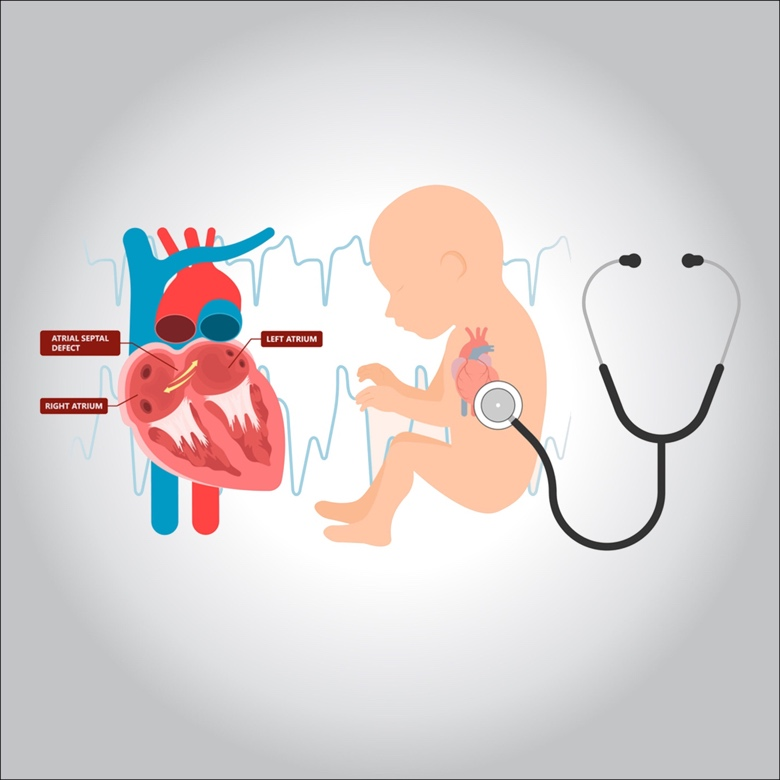 ATRIAL SEPTAL
DEFECT
LEFT ATRIUM
RIGHT ATRIUM